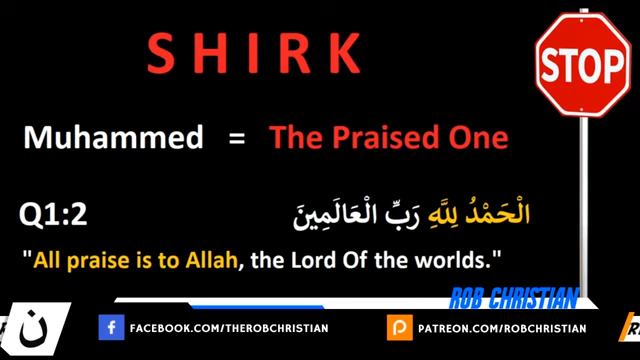 SHIRK
STOP
Muhammed = The Praised One
Q1:2 الْحَمْدُ لِلَّهِ رَبِّ الْعَالَمِينَ
"All praise is to Allah, the Lord Of the worlds."
ROB CHRISTIAN
ن FACEBOOK.COM/THEROBCHRISTIAN PATREON.COM/ROBCHRISTIAN